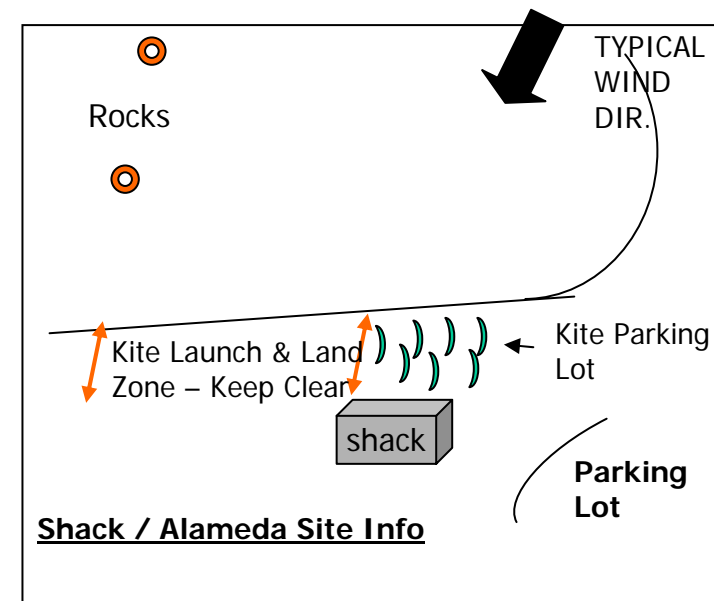 TYPICAL
WIND
DIR.
Rocks
Kite Launch & Land
Zone – Keep Clear
Kite Parking
Lot
shack
Parking
Lot
Shack / Alameda Site Info